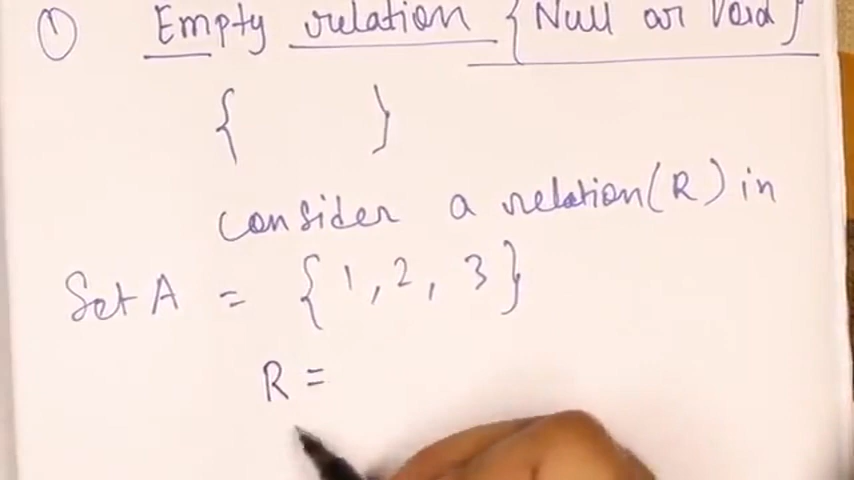 ① Empty relation {Null or Void}
{ }
consider a relation (R) in
Set A = {1, 2, 3}
R =